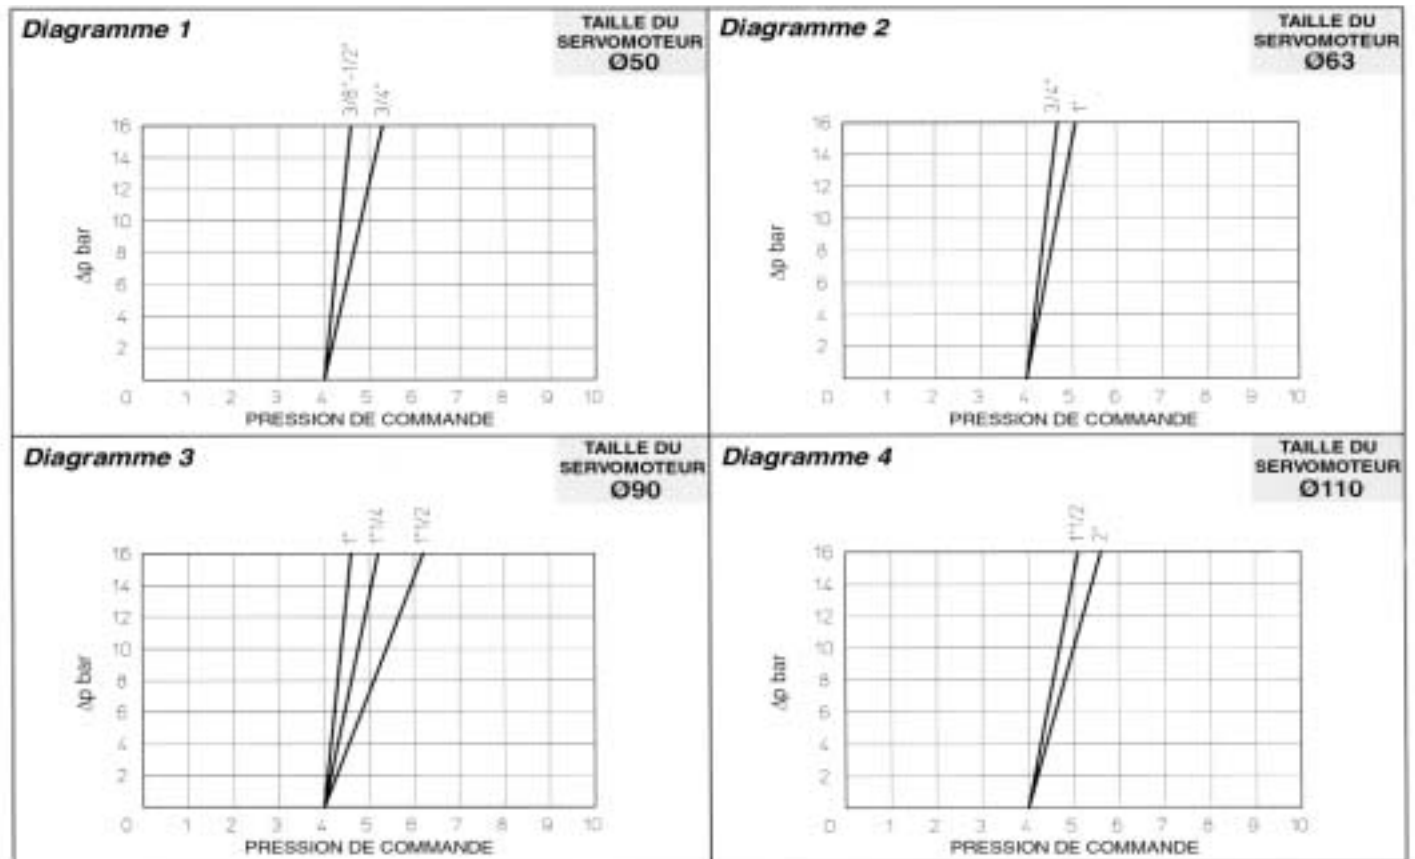 Diagramme 1
TAILLE DU
SERVOMOTEUR
Ø50
3/8"-1/2"
3/4"
16
14
12
10
8
6
4
2
Δp bar
0 1 2 3 4 5 6 7 8 9 10
PRESSION DE COMMANDE
Diagramme 2
TAILLE DU
SERVOMOTEUR
Ø63
3/4"
1"
16
14
12
10
8
6
4
2
Δp bar
0 1 2 3 4 5 6 7 8 9 10
PRESSION DE COMMANDE
Diagramme 3
TAILLE DU
SERVOMOTEUR
Ø90
1"
1"1/4
1"1/2
16
14
12
10
8
6
4
2
Δp bar
0 1 2 3 4 5 6 7 8 9 10
PRESSION DE COMMANDE
Diagramme 4
TAILLE DU
SERVOMOTEUR
Ø110
1"1/2
2"
16
14
12
10
8
6
4
2
Δp bar
0 1 2 3 4 5 6 7 8 9 10
PRESSION DE COMMANDE